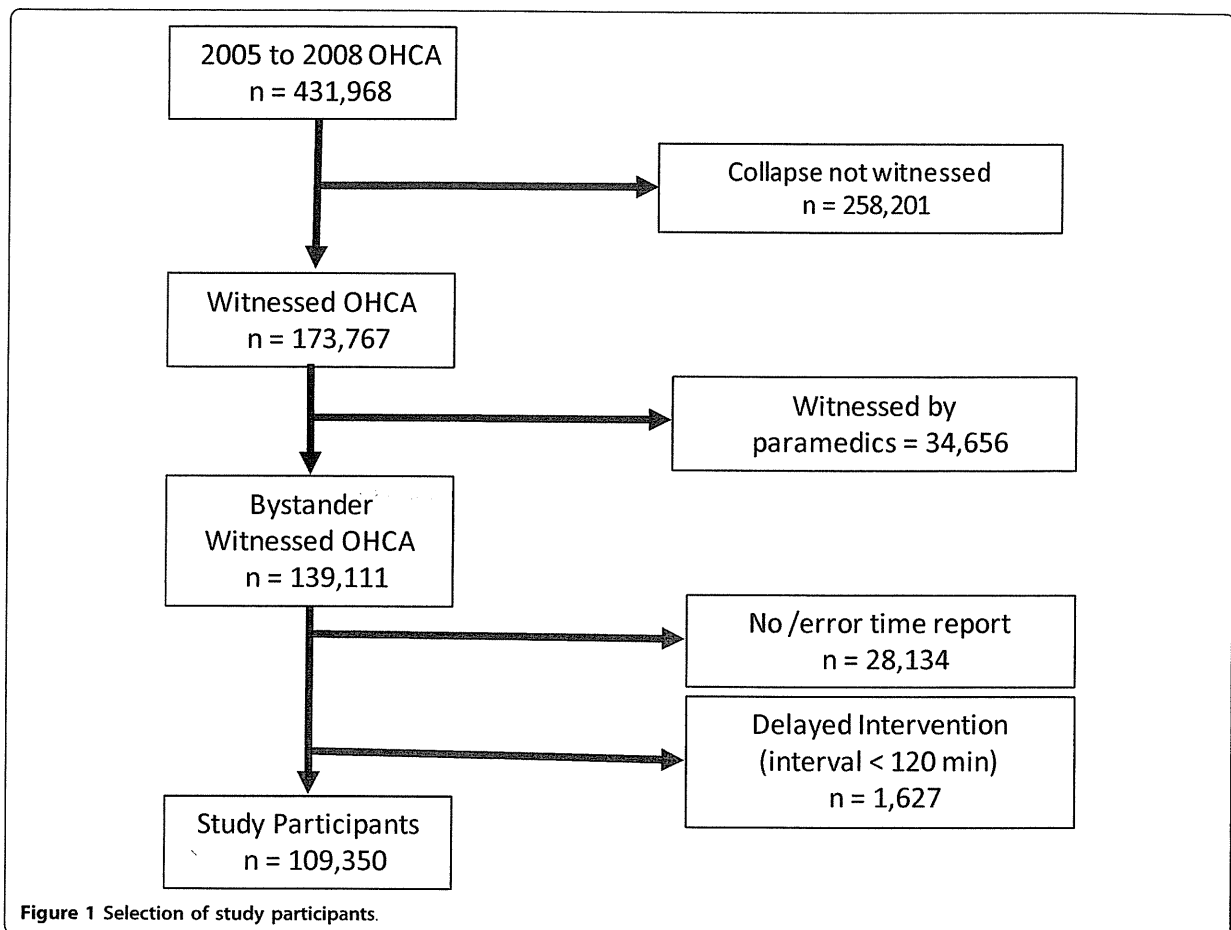 2005 to 2008 OHCA
n = 431,968
Collapse not witnessed
n = 258,201
Witnessed OHCA
n = 173,767
Witnessed by
paramedics = 34,656
Bystander
Witnessed OHCA
n = 139,111
No /error time report
n = 28,134
Delayed Intervention
(interval < 120 min)
n = 1,627
Study Participants
n = 109,350
Figure 1 Selection of study participants.